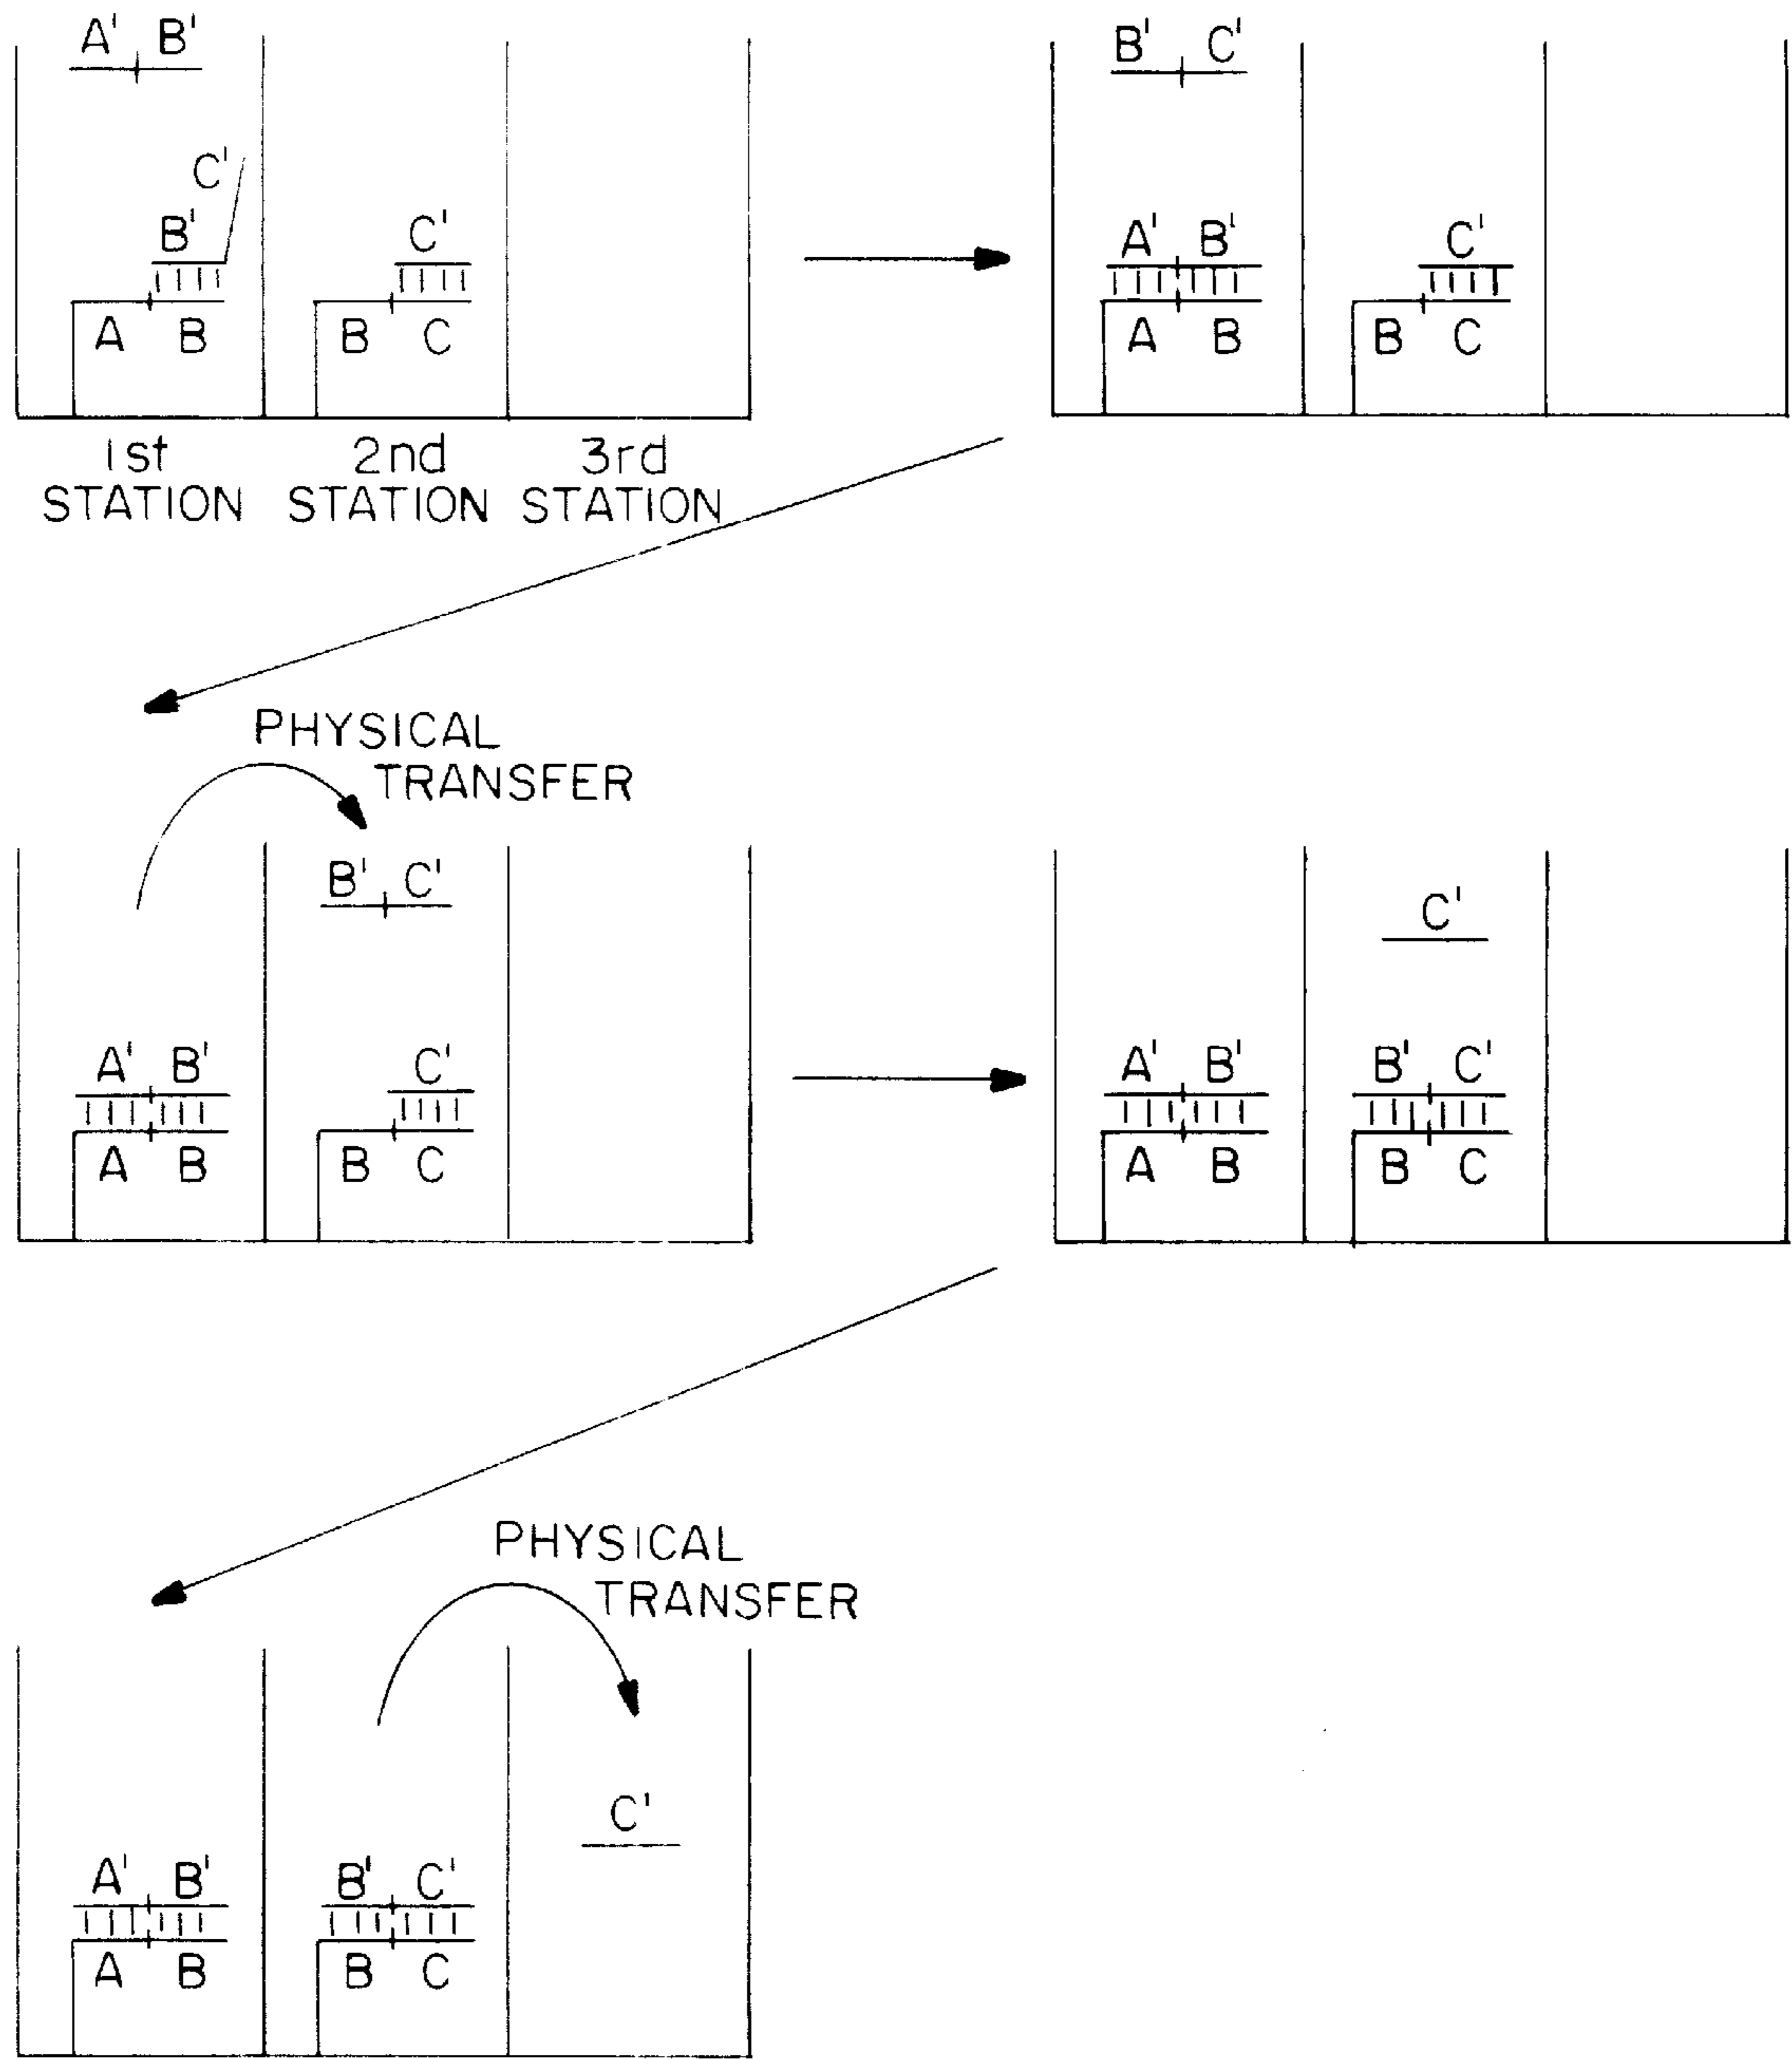 A' B'
B' C'
C'
B'
C'
A' B'
C'
A B
B C
A B
B C
1st
STATION
2nd
STATION
3rd
STATION
PHYSICAL
TRANSFER
B' C'
C'
A' B'
C'
A' B'
B' C'
A B
B C
A B
B C
PHYSICAL
TRANSFER
C'
A' B'
B' C'
A B
B C